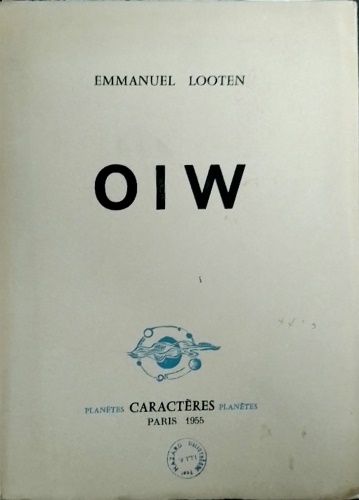 EMMANUEL LOOTEN
OIW
PLANÈTES CARACTÈRES PLANÈTES
PARIS 1955